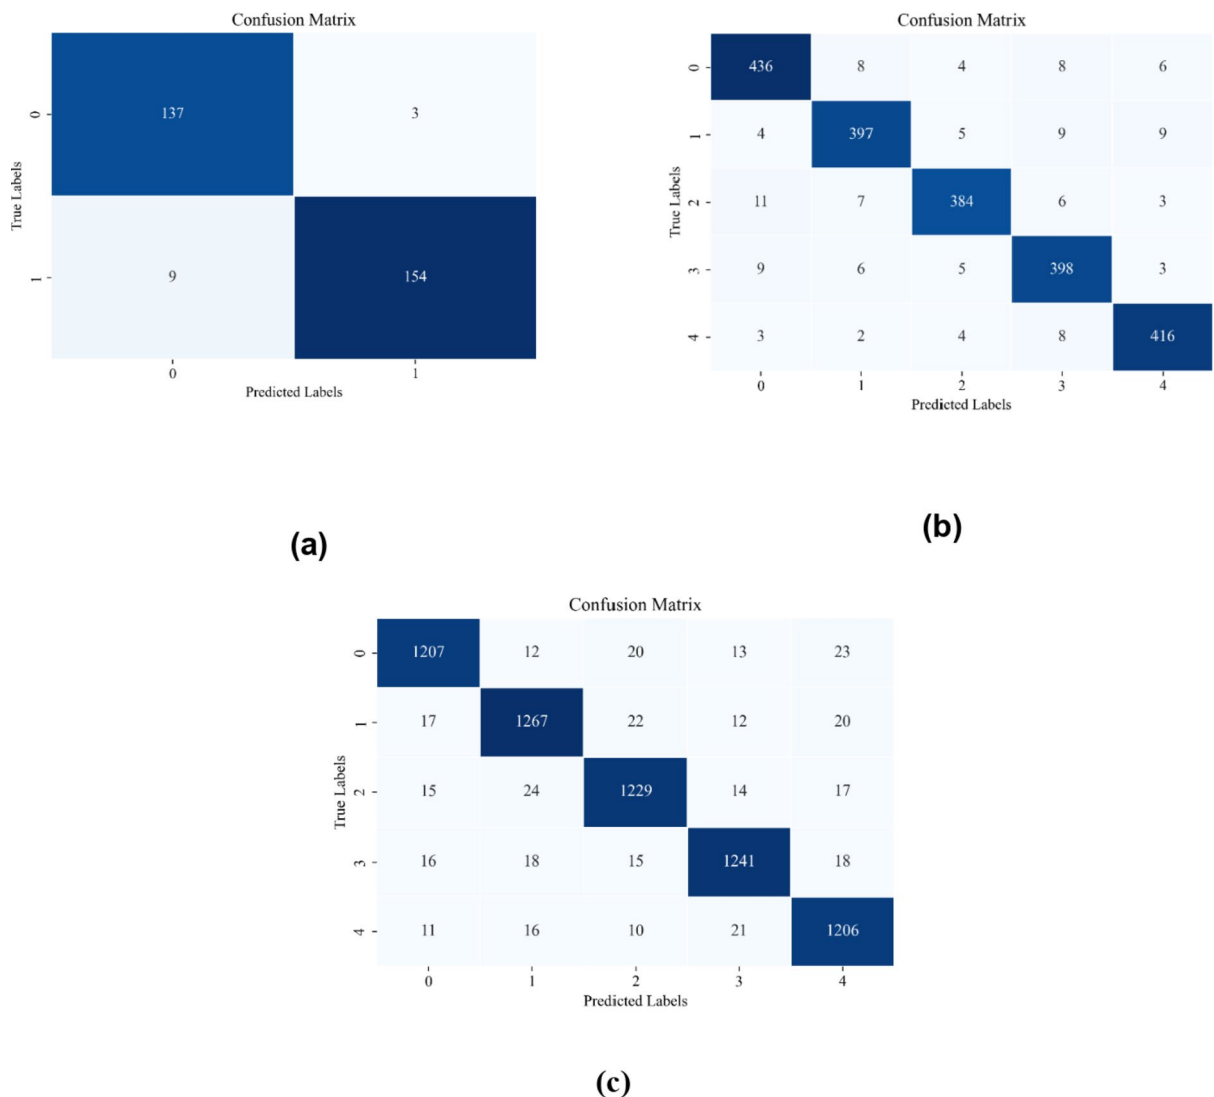 Confusion Matrix
0 137 3
1 9 154
0 1
True Labels
Predicted Labels
(a)
Confusion Matrix
0 436 8 4 8 6
1 4 397 5 9 9
2 11 7 384 6 3
3 9 6 5 398 3
4 3 2 4 8 416
0 1 2 3 4
True Labels
Predicted Labels
(b)
Confusion Matrix
0 1207 12 20 13 23
1 17 1267 22 12 20
2 15 24 1229 14 17
3 16 18 15 1241 18
4 11 16 10 21 1206
0 1 2 3 4
True Labels
Predicted Labels
(c)